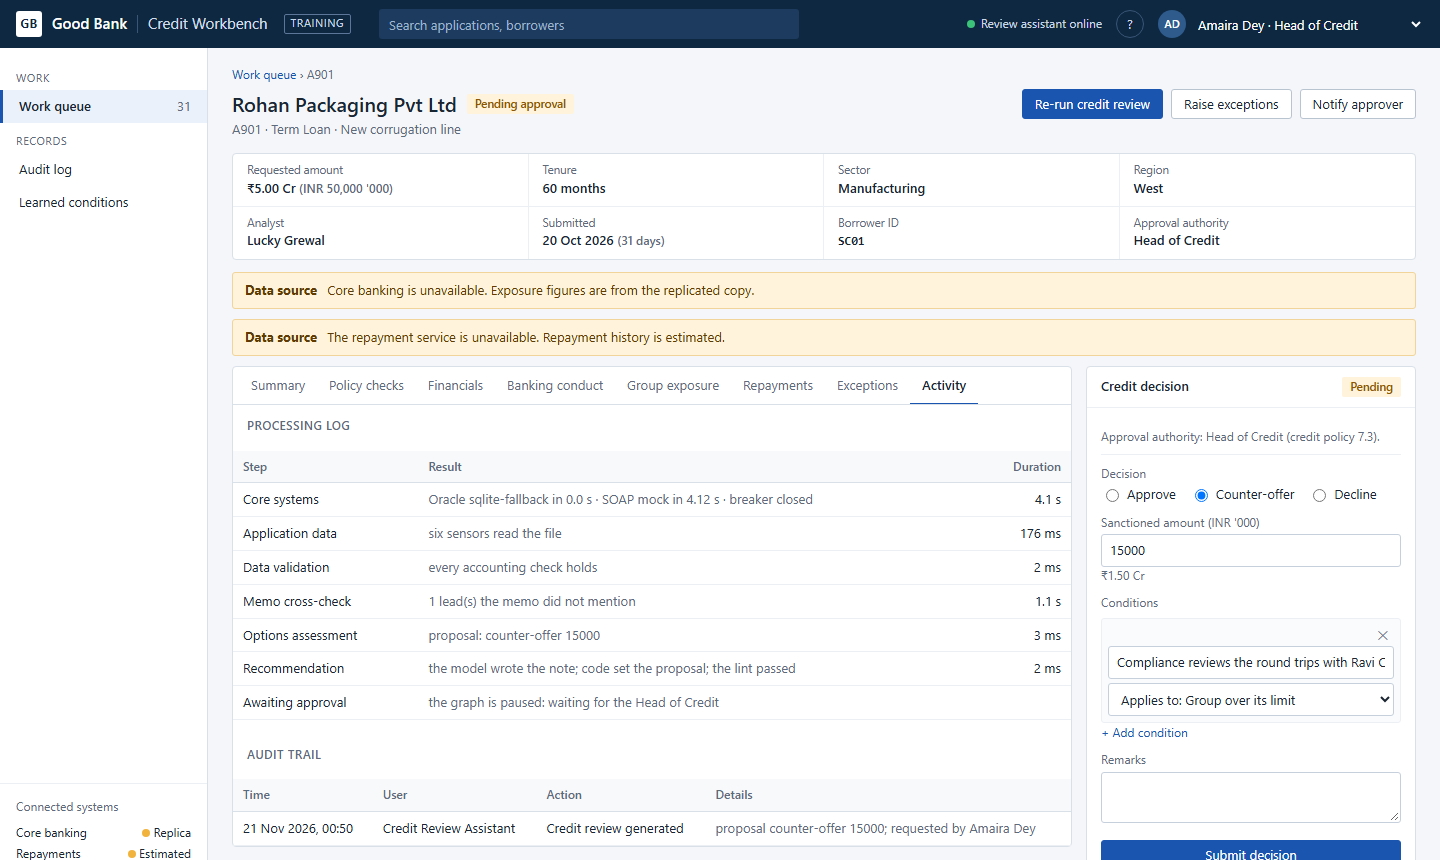 GB Good Bank Credit Workbench TRAINING Search applications, borrowers Review assistant online ? AD Amaira Dey · Head of Credit
WORK
Work queue 31
RECORDS
Audit log
Learned conditions
Connected systems
Core banking Replica
Repayments Estimated
Work queue › A901
Rohan Packaging Pvt Ltd Pending approval
A901 · Term Loan · New corrugation line
Re-run credit review Raise exceptions Notify approver
Requested amount Tenure Sector Region
₹5.00 Cr (INR 50,000 '000) 60 months Manufacturing West
Analyst Submitted Borrower ID Approval authority
Lucky Grewal 20 Oct 2026 (31 days) SC01 Head of Credit
Data source Core banking is unavailable. Exposure figures are from the replicated copy.
Data source The repayment service is unavailable. Repayment history is estimated.
Summary Policy checks Financials Banking conduct Group exposure Repayments Exceptions Activity
PROCESSING LOG
Step Result Duration
Core systems Oracle sqlite-fallback in 0.0 s · SOAP mock in 4.12 s · breaker closed 4.1 s
Application data six sensors read the file 176 ms
Data validation every accounting check holds 2 ms
Memo cross-check 1 lead(s) the memo did not mention 1.1 s
Options assessment proposal: counter-offer 15000 3 ms
Recommendation the model wrote the note; code set the proposal; the lint passed 2 ms
Awaiting approval the graph is paused: waiting for the Head of Credit
AUDIT TRAIL
Time User Action Details
21 Nov 2026, 00:50 Credit Review Assistant Credit review generated proposal counter-offer 15000; requested by Amaira Dey
Credit decision Pending
Approval authority: Head of Credit (credit policy 7.3).
Decision
Approve Counter-offer Decline
Sanctioned amount (INR '000)
15000
₹1.50 Cr
Conditions
Compliance reviews the round trips with Ravi C
Applies to: Group over its limit
+ Add condition
Remarks
Submit decision